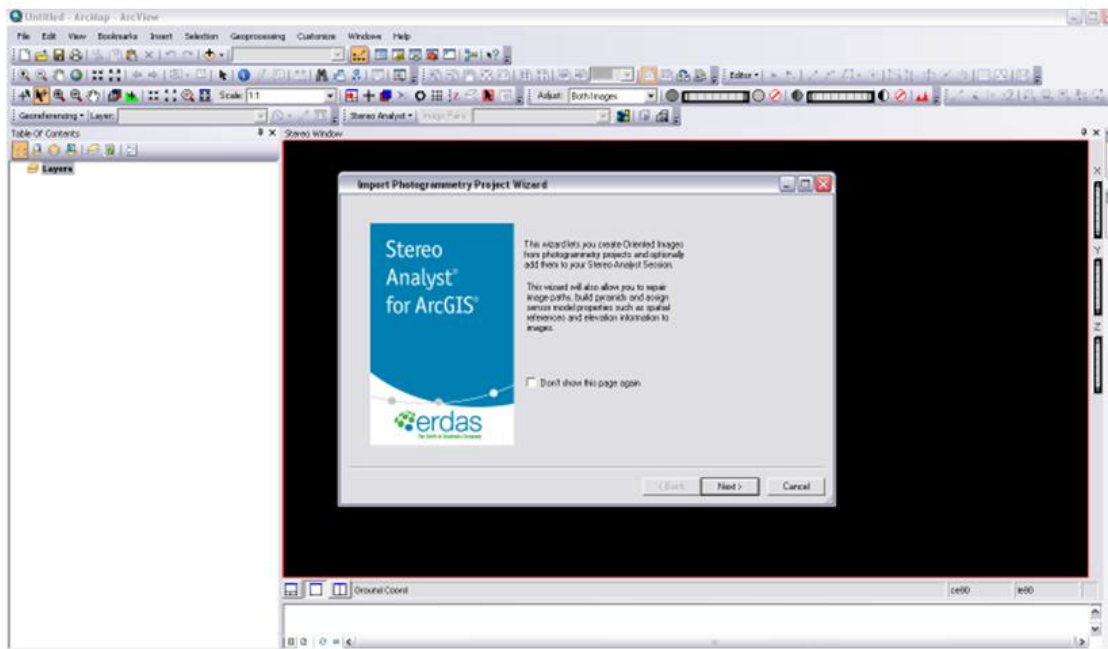 Untitled - ArcMap - ArcView
File Edit View Bookmarks Insert Selection Geoprocessing Customize Windows Help
Editor
Scale: 1:1
Adjust: Both Images
Georeferencing Layer:
Stereo Analyst Image Pairs
Table Of Contents
Stereo Window
Layers
Import Photogrammetry Project Wizard
Stereo
Analyst®
for ArcGIS®
This wizard lets you create Oriented Images
from photogrammetry projects and optionally
add them to your Stereo Analyst Session.
This wizard will also allow you to repair
image paths, build pyramids and assign
sensor model properties such as spatial
references and elevation information to
images.
Don't show this page again
erdas
< Back
Next >
Cancel
X
Y
Z
Ground Coord
ce90
le90